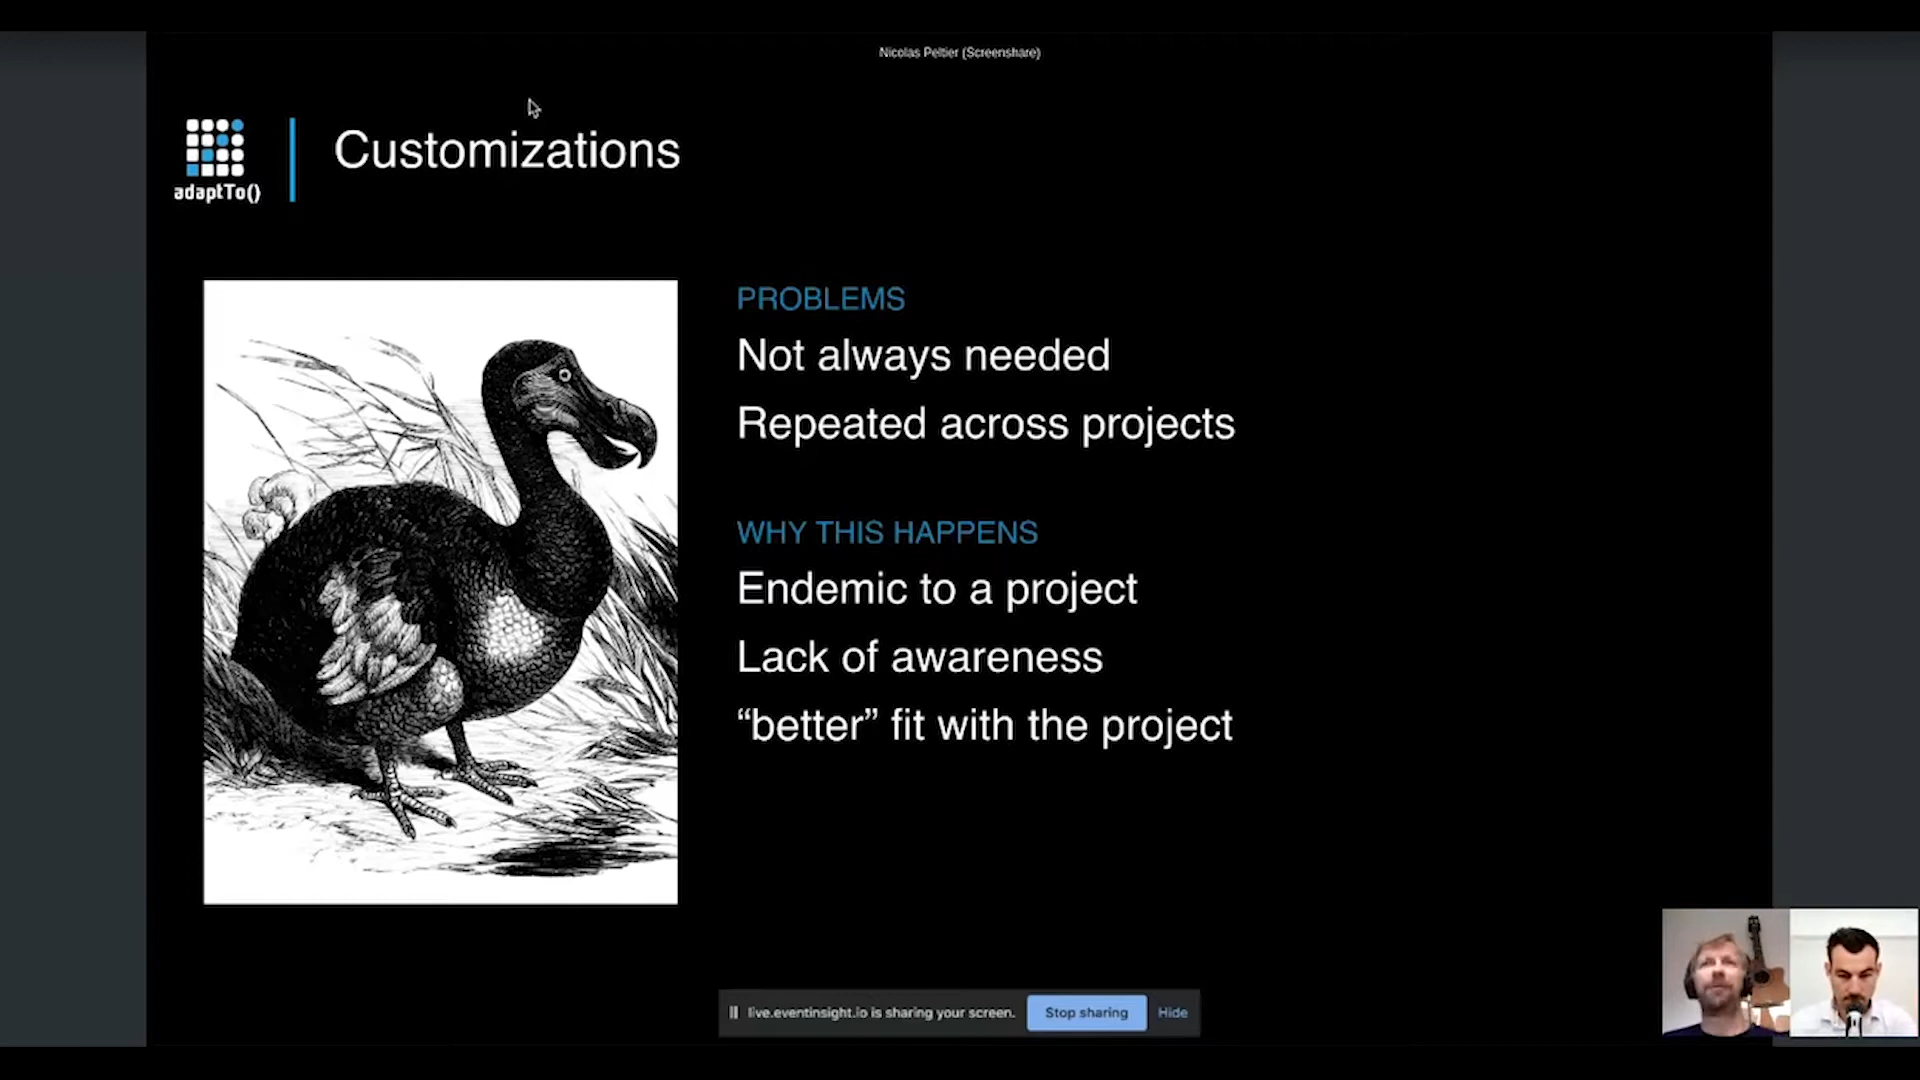 Nicolas Peltier (Screenshare)
adaptTo()
Customizations
PROBLEMS
Not always needed
Repeated across projects
WHY THIS HAPPENS
Endemic to a project
Lack of awareness
“better” fit with the project
live.eventinsight.io is sharing your screen.
Stop sharing
Hide